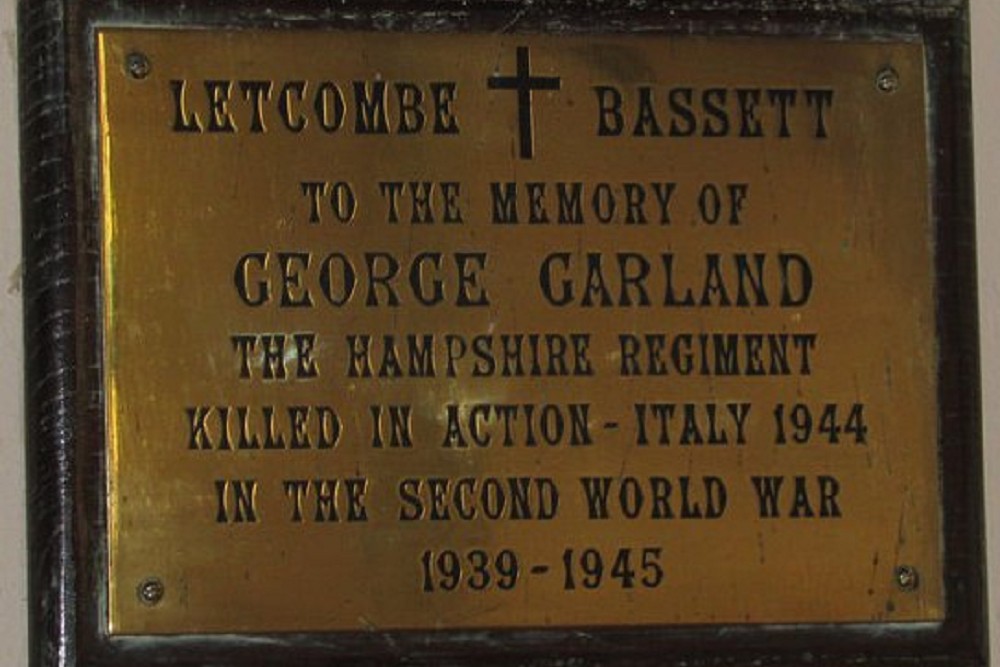 LETCOMBE BASSETT
TO THE MEMORY OF
GEORGE GARLAND
THE HAMPSHIRE REGIMENT
KILLED IN ACTION - ITALY 1944
IN THE SECOND WORLD WAR
1939 - 1945